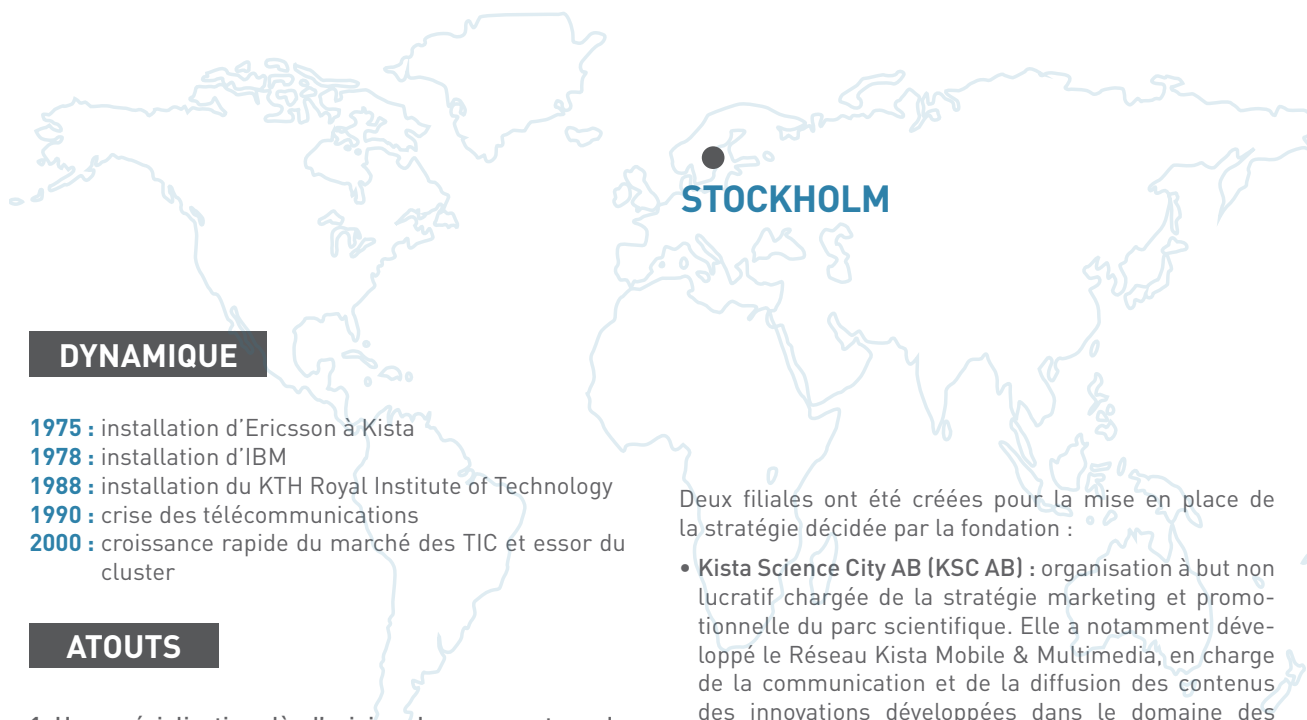 STOCKHOLM
DYNAMIQUE
1975 : installation d’Ericsson à Kista
1978 : installation d’IBM
1988 : installation du KTH Royal Institute of Technology
1990 : crise des télécommunications
2000 : croissance rapide du marché des TIC et essor du
cluster
ATOUTS
Deux filiales ont été créées pour la mise en place de
la stratégie décidée par la fondation :
• Kista Science City AB (KSC AB) : organisation à but non
lucratif chargée de la stratégie marketing et promo-
tionnelle du parc scientifique. Elle a notamment déve-
loppé le Réseau Kista Mobile & Multimedia, en charge
de la communication et de la diffusion des contenus
des innovations développées dans le domaine des